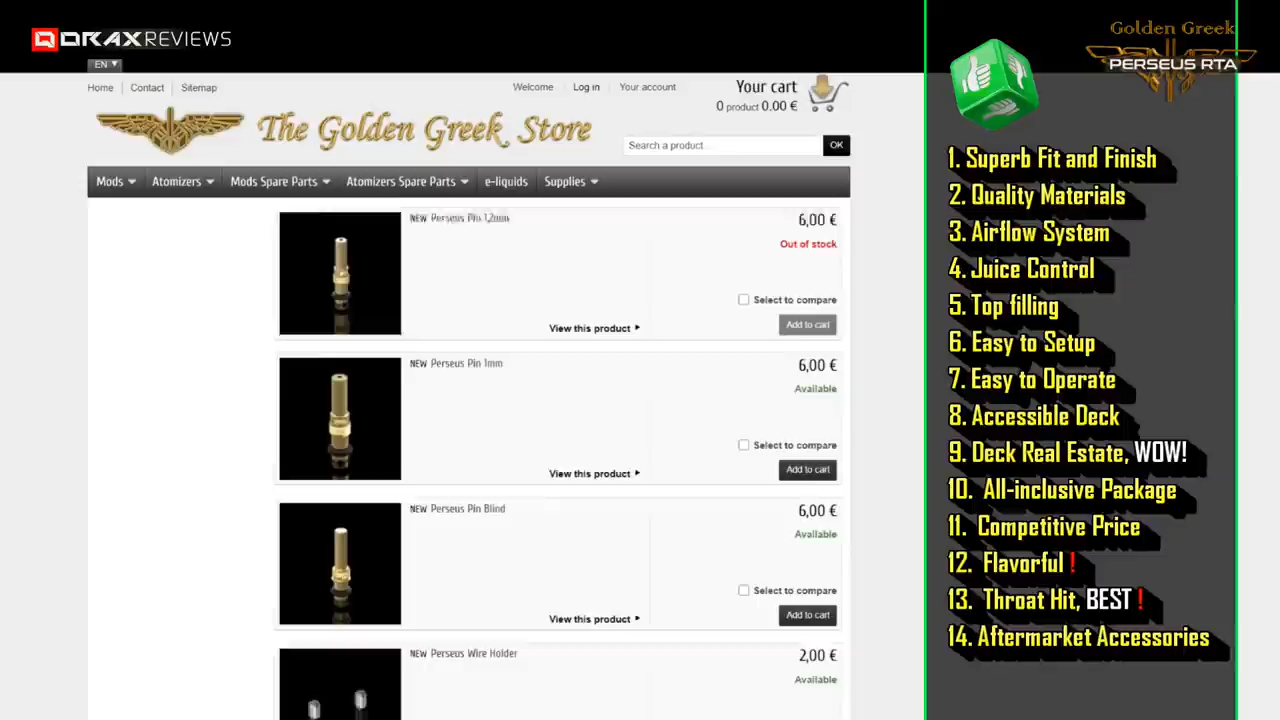 QORAXREVIEWS
EN ▼
Home
Contact
Sitemap
Welcome
Log in
Your account
Your cart
0 product 0.00 €
The Golden Greek Store
Search a product...
OK
Mods
Atomizers
Mods Spare Parts
Atomizers Spare Parts
e-liquids
Supplies
NEW Perseus Pin 1,2mm
6,00 €
Out of stock
Select to compare
View this product
Add to cart
NEW Perseus Pin 1mm
6,00 €
Available
Select to compare
View this product
Add to cart
NEW Perseus Pin Blind
6,00 €
Available
Select to compare
View this product
Add to cart
NEW Perseus Wire Holder
2,00 €
Available
Golden Greek
PERSEUS RTA
1. Superb Fit and Finish
2. Quality Materials
3. Airflow System
4. Juice Control
5. Top filling
6. Easy to Setup
7. Easy to Operate
8. Accessible Deck
9. Deck Real Estate, WOW!
10. All-inclusive Package
11. Competitive Price
12. Flavorful !
13. Throat Hit, BEST !
14. Aftermarket Accessories